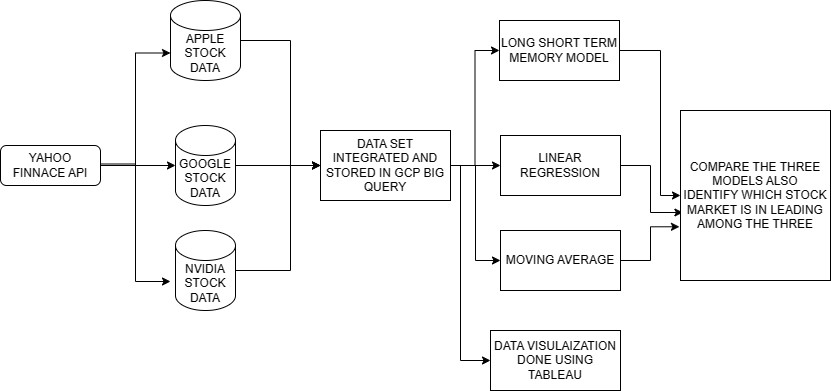 YAHOO
FINNACE API
APPLE
STOCK
DATA
GOOGLE
STOCK
DATA
NVIDIA
STOCK
DATA
DATA SET
INTEGRATED AND
STORED IN GCP BIG
QUERY
LONG SHORT TERM
MEMORY MODEL
LINEAR
REGRESSION
MOVING AVERAGE
DATA VISULAIZATION
DONE USING
TABLEAU
COMPARE THE THREE
MODELS ALSO
IDENTIFY WHICH STOCK
MARKET IS IN LEADING
AMONG THE THREE